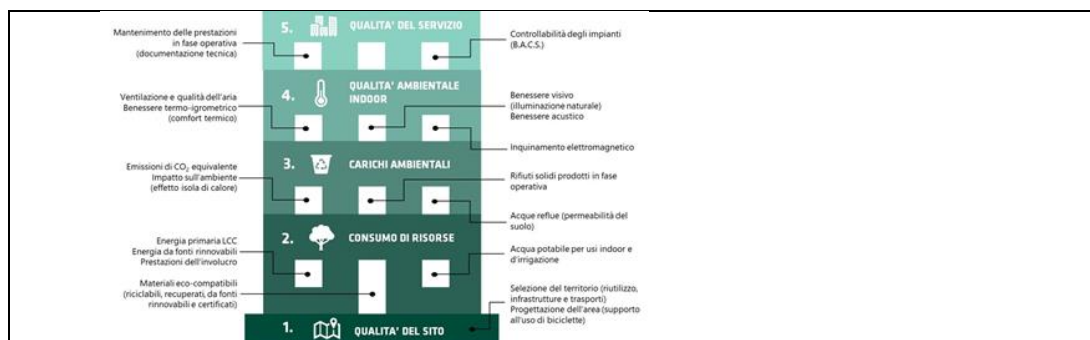 5. QUALITA' DEL SERVIZIO
Mantenimento delle prestazioni
in fase operativa
(documentazione tecnica)
Controllabilità degli impianti
(B.A.C.S.)
4. QUALITA' AMBIENTALE
INDOOR
Ventilazione e qualità dell'aria
Benessere termo-igrometrico
(comfort termico)
Benessere visivo
(illuminazione naturale)
Benessere acustico
Inquinamento elettromagnetico
3. CARICHI AMBIENTALI
Emissioni di CO₂ equivalente
Impatto sull'ambiente
(effetto isola di calore)
Rifiuti solidi prodotti in fase
operativa
Acque reflue (permeabilità del
suolo)
2. CONSUMO DI RISORSE
Energia primaria LCC
Energia da fonti rinnovabili
Prestazioni dell'involucro
Materiali eco-compatibili
(riciclabili, recuperati, da fonti
rinnovabili e certificati)
Acqua potabile per usi indoor e
d'irrigazione
Selezione del territorio (riutilizzo,
infrastrutture e trasporti)
Progettazione dell'area (supporto
all'uso di biciclette)
1. QUALITA' DEL SITO